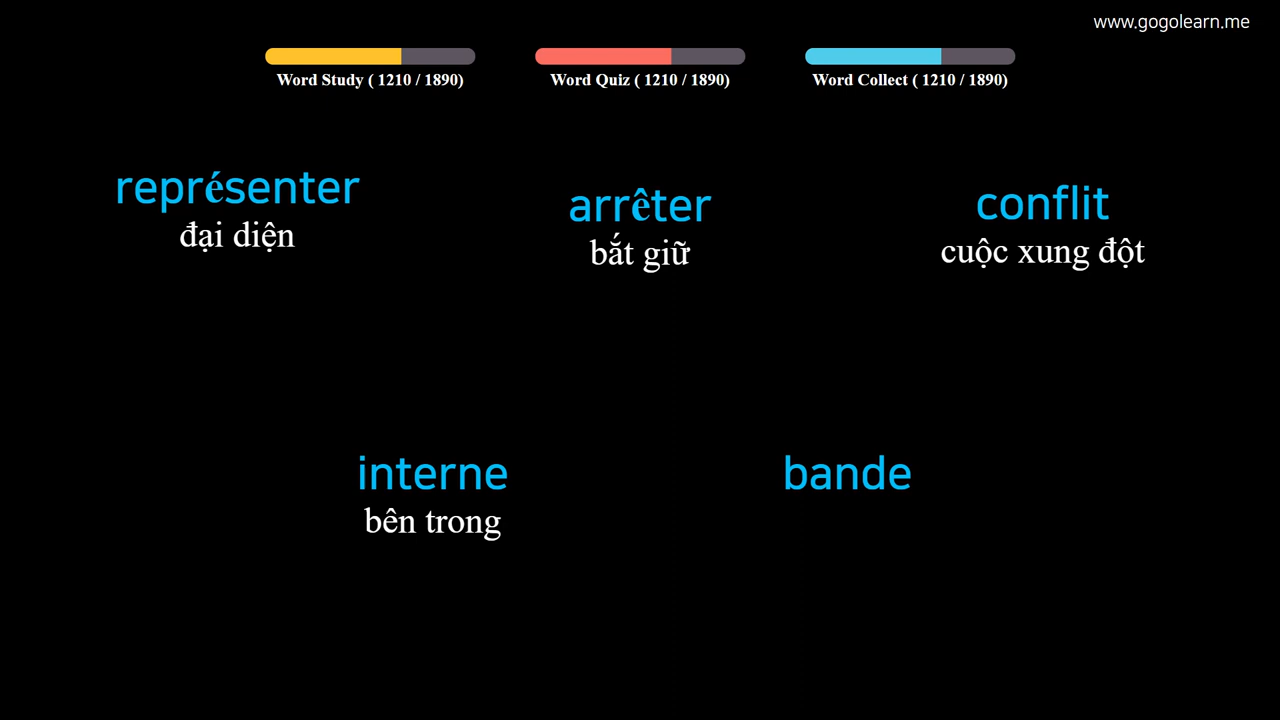 www.gogolearn.me
Word Study ( 1210 / 1890)
Word Quiz ( 1210 / 1890)
Word Collect ( 1210 / 1890)
représenter
đại diện
arrêter
bắt giữ
conflit
cuộc xung đột
interne
bên trong
bande